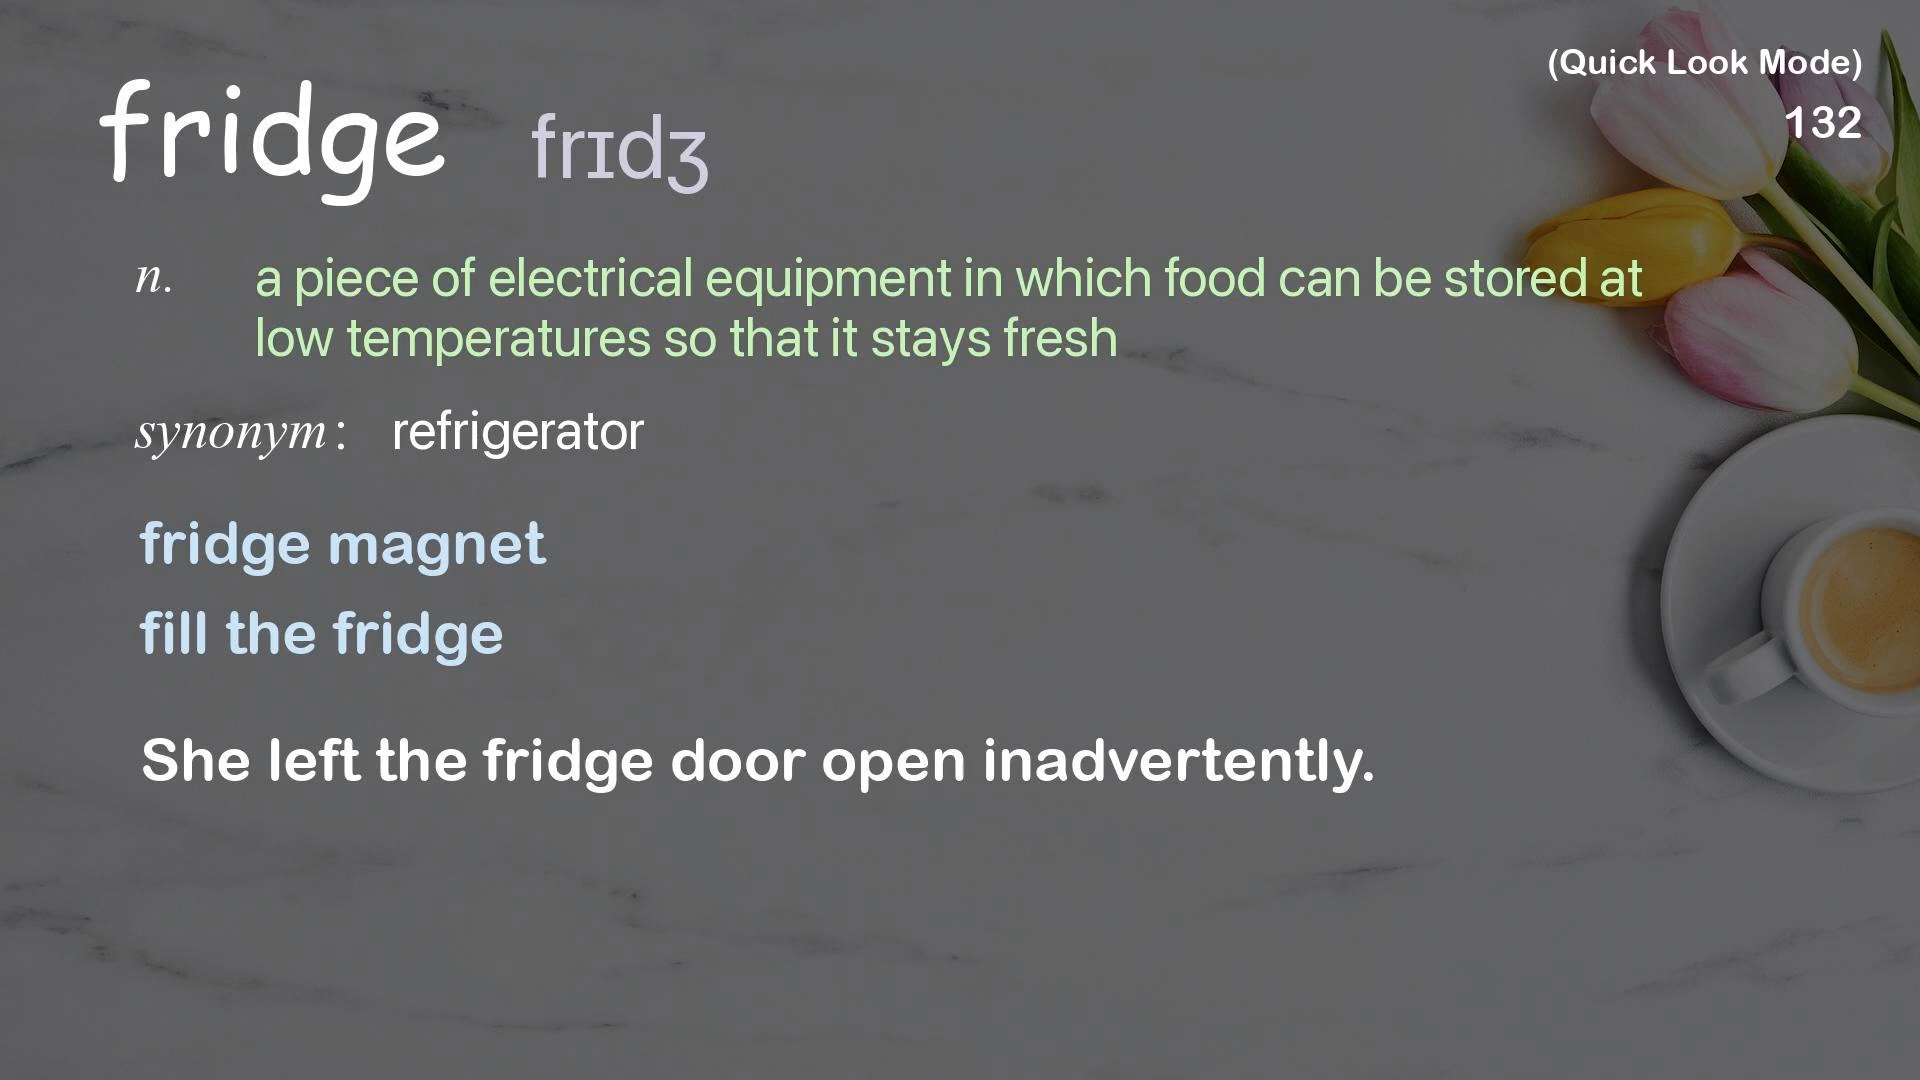 (Quick Look Mode)
132
fridge frɪdʒ
n. a piece of electrical equipment in which food can be stored at
low temperatures so that it stays fresh
synonym: refrigerator
fridge magnet
fill the fridge
She left the fridge door open inadvertently.